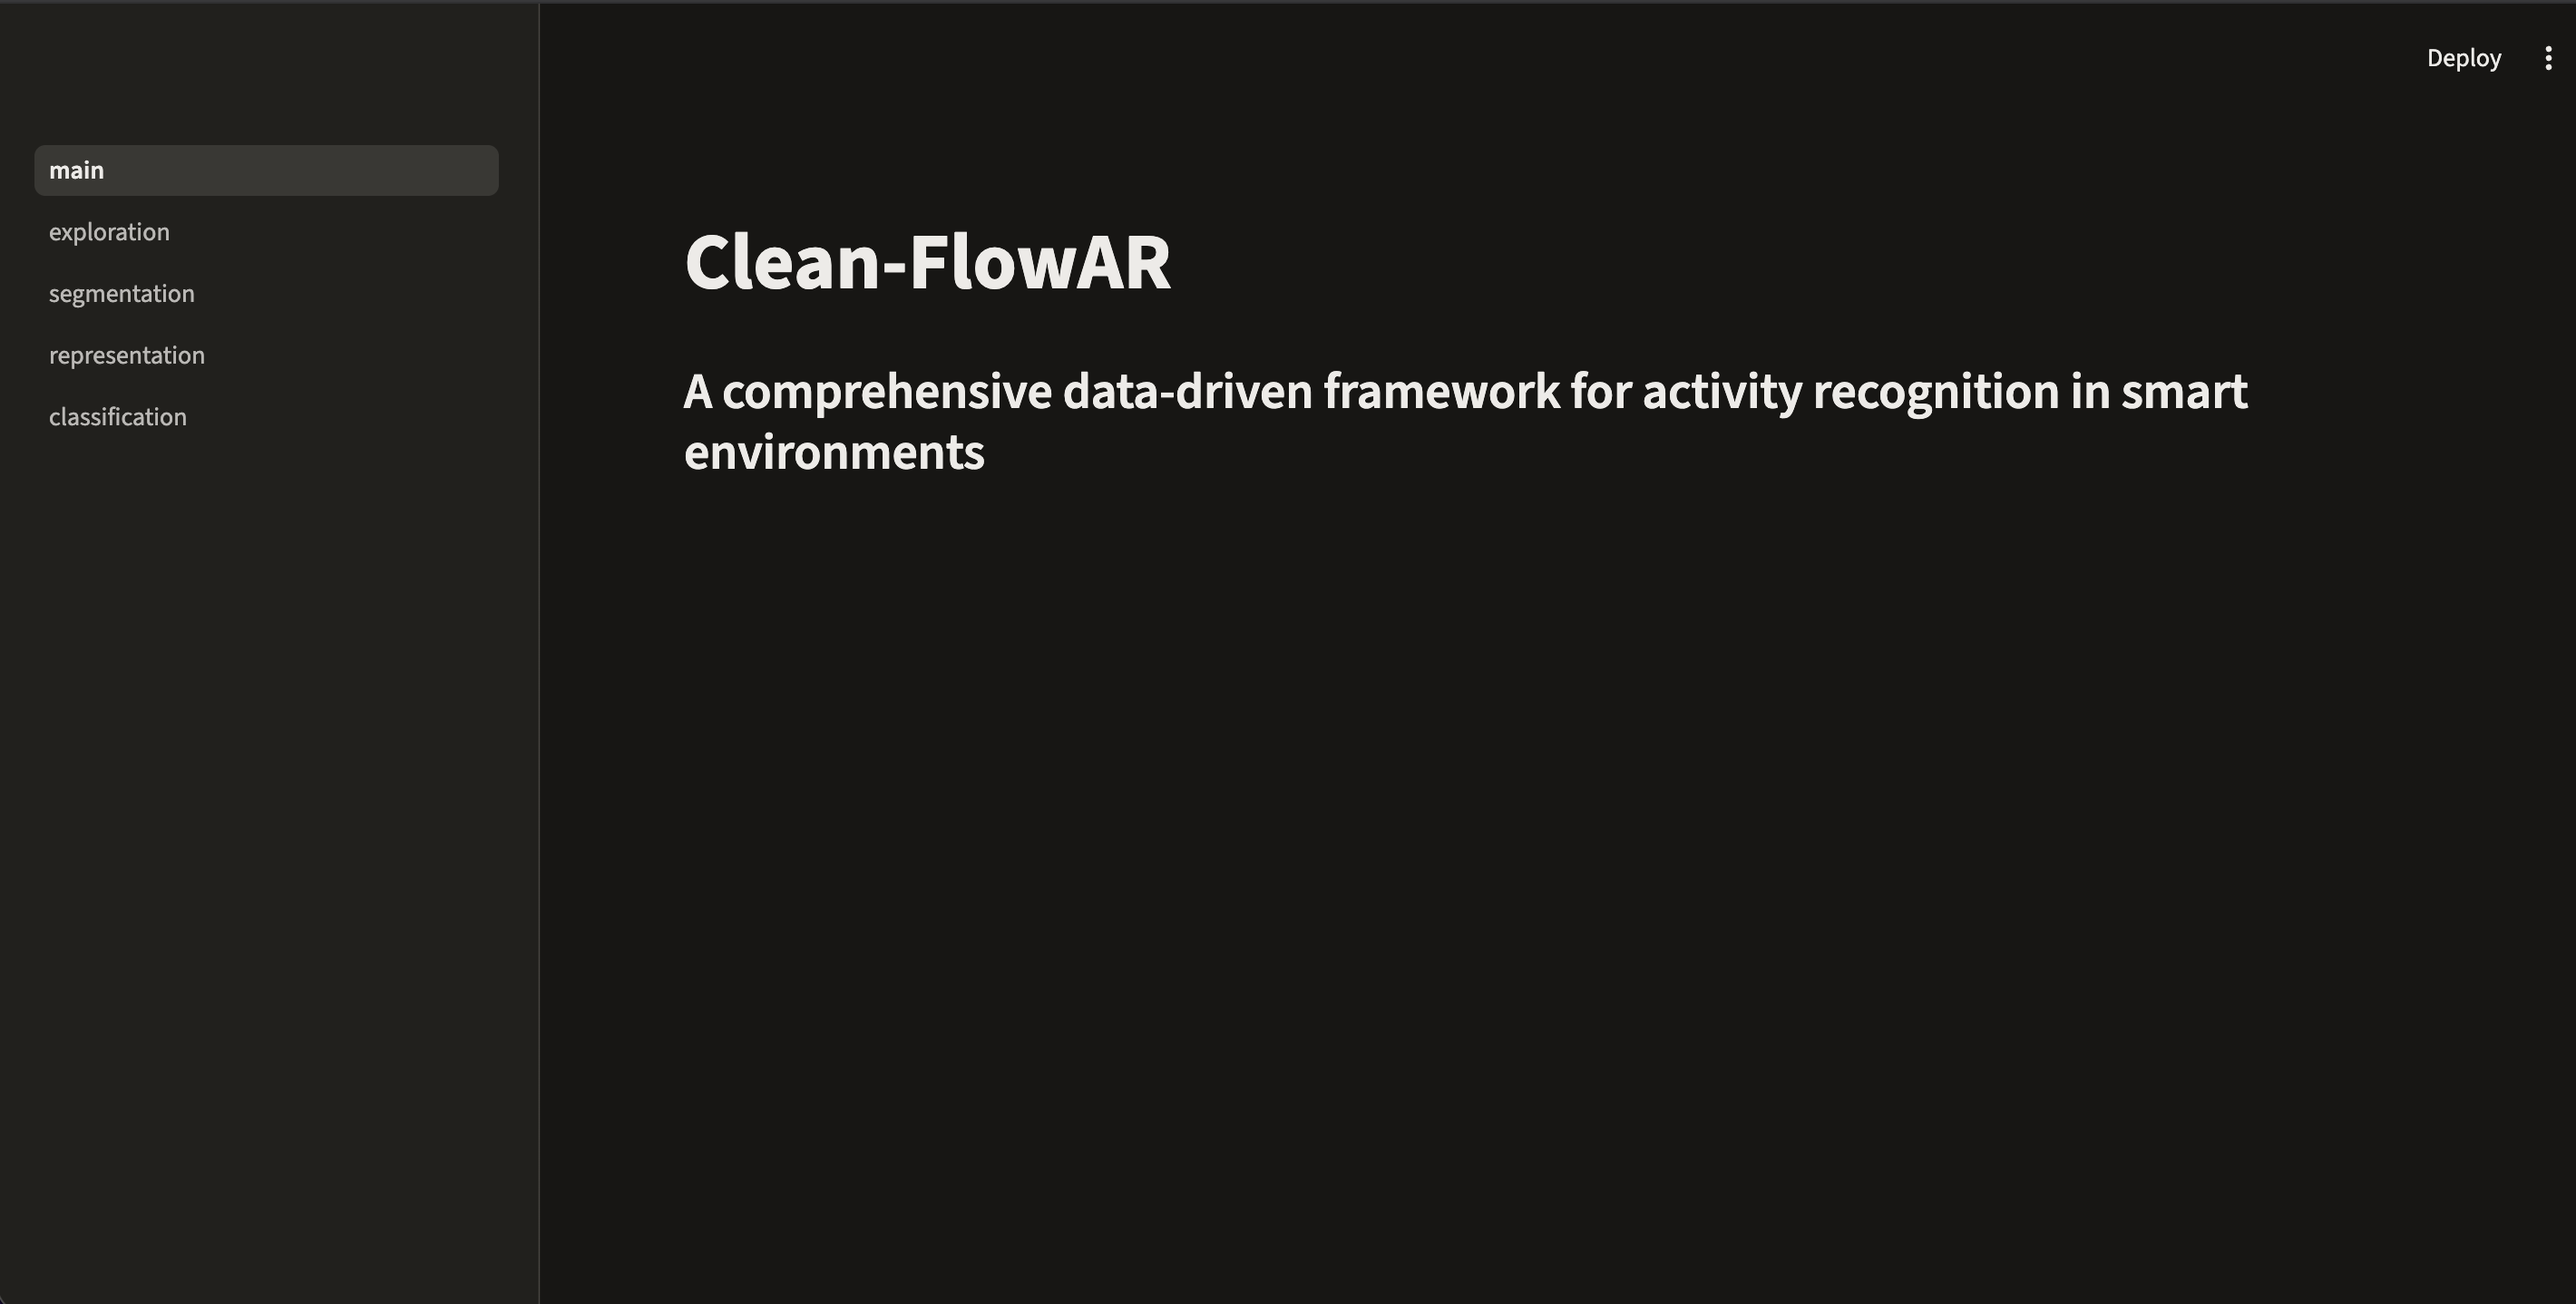 Deploy
main
exploration
segmentation
representation
classification
Clean-FlowAR
A comprehensive data-driven framework for activity recognition in smart
environments